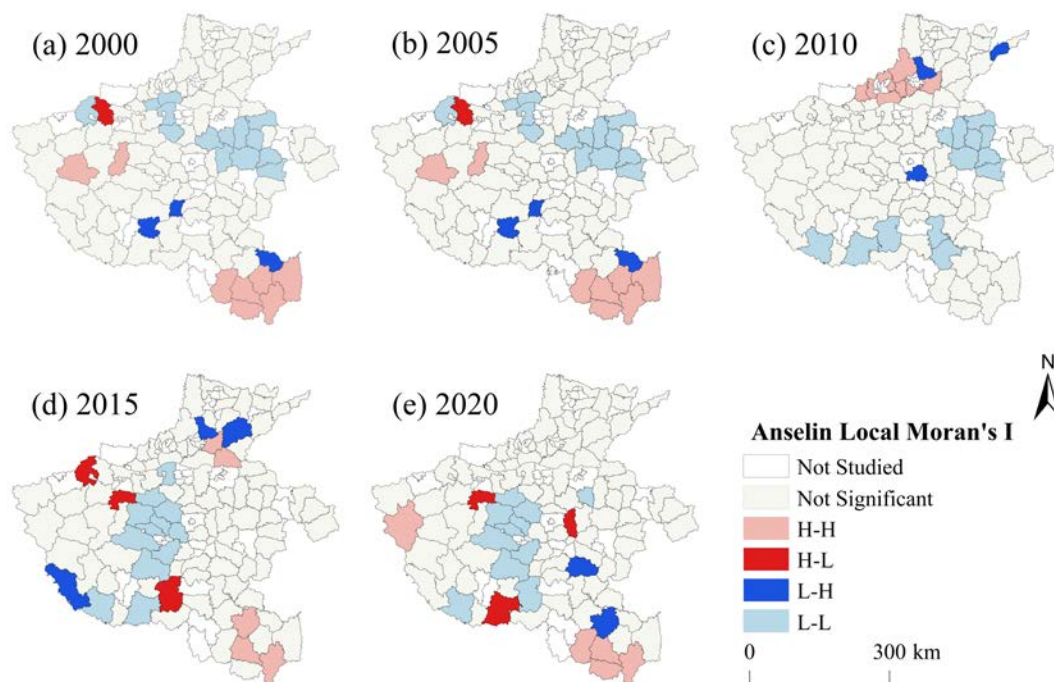 (a) 2000
(b) 2005
(c) 2010
(d) 2015
(e) 2020
N
Anselin Local Moran's I
Not Studied
Not Significant
H-H
H-L
L-H
L-L
0 300 km